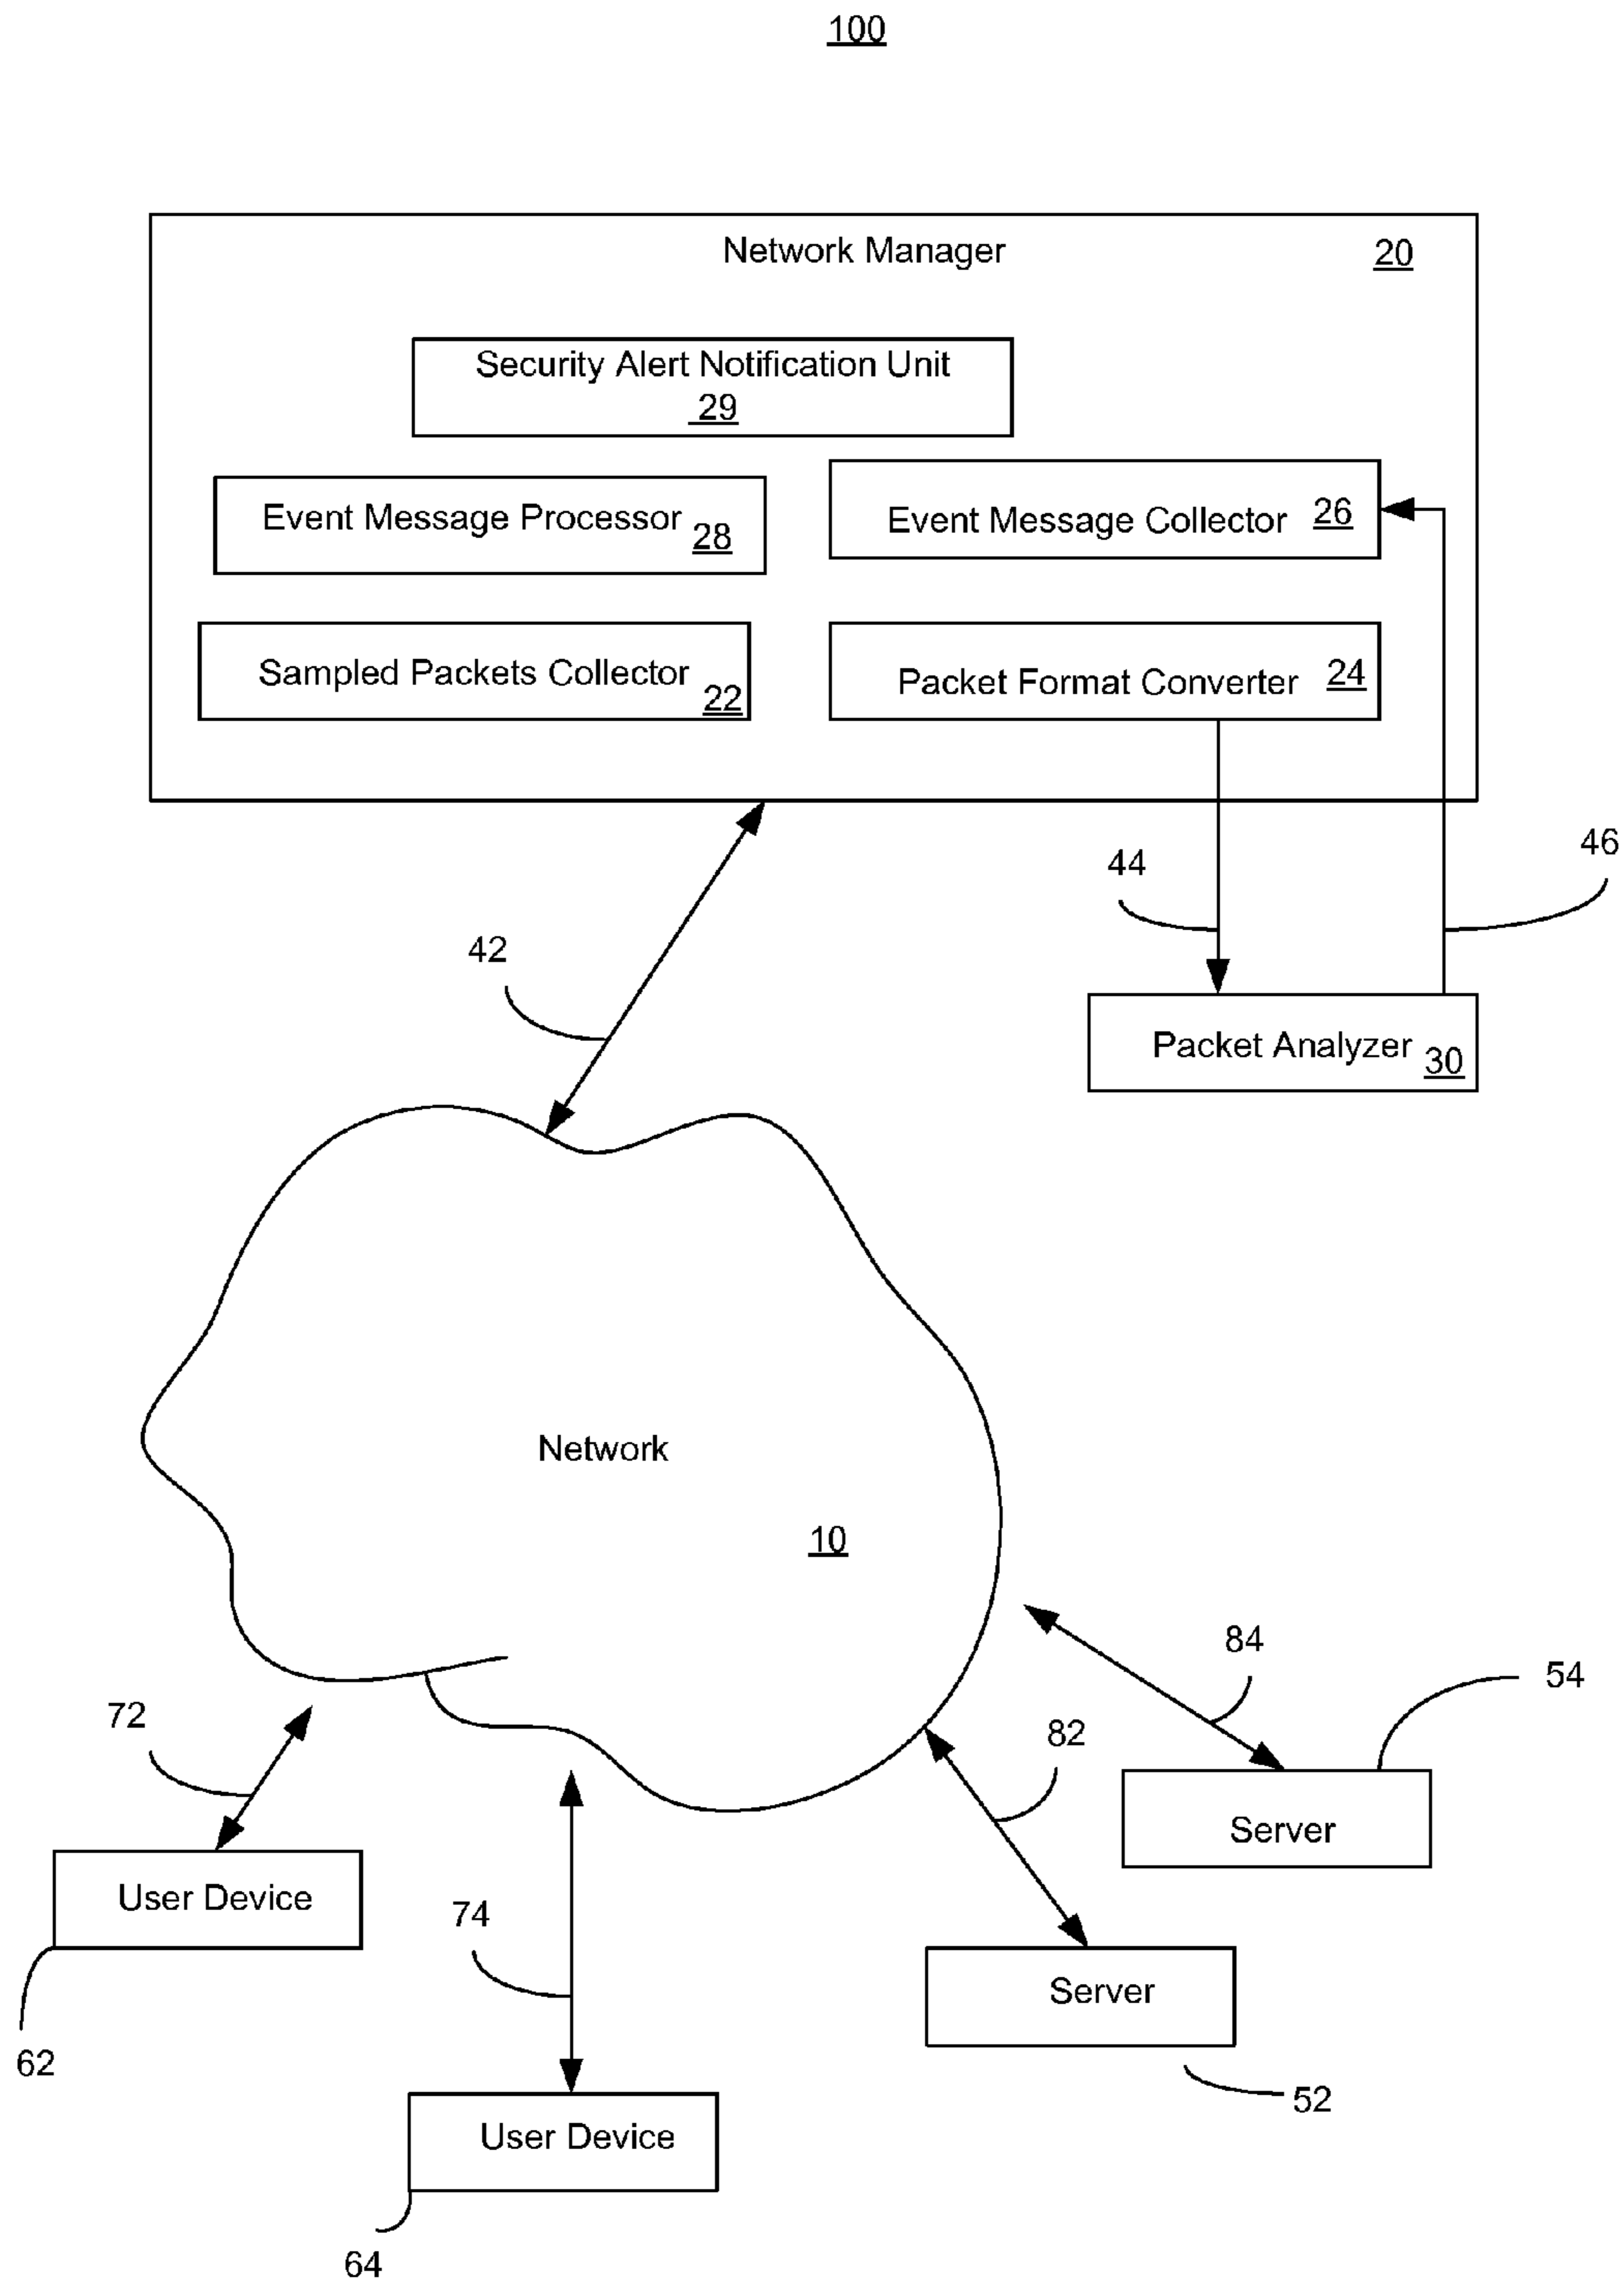 100
Network Manager 20
Security Alert Notification Unit
29
Event Message Processor 28
Event Message Collector 26
Sampled Packets Collector 22
Packet Format Converter 24
44
46
42
Packet Analyzer 30
Network
10
84
54
72
82
Server
User Device
74
Server
62
52
User Device
64